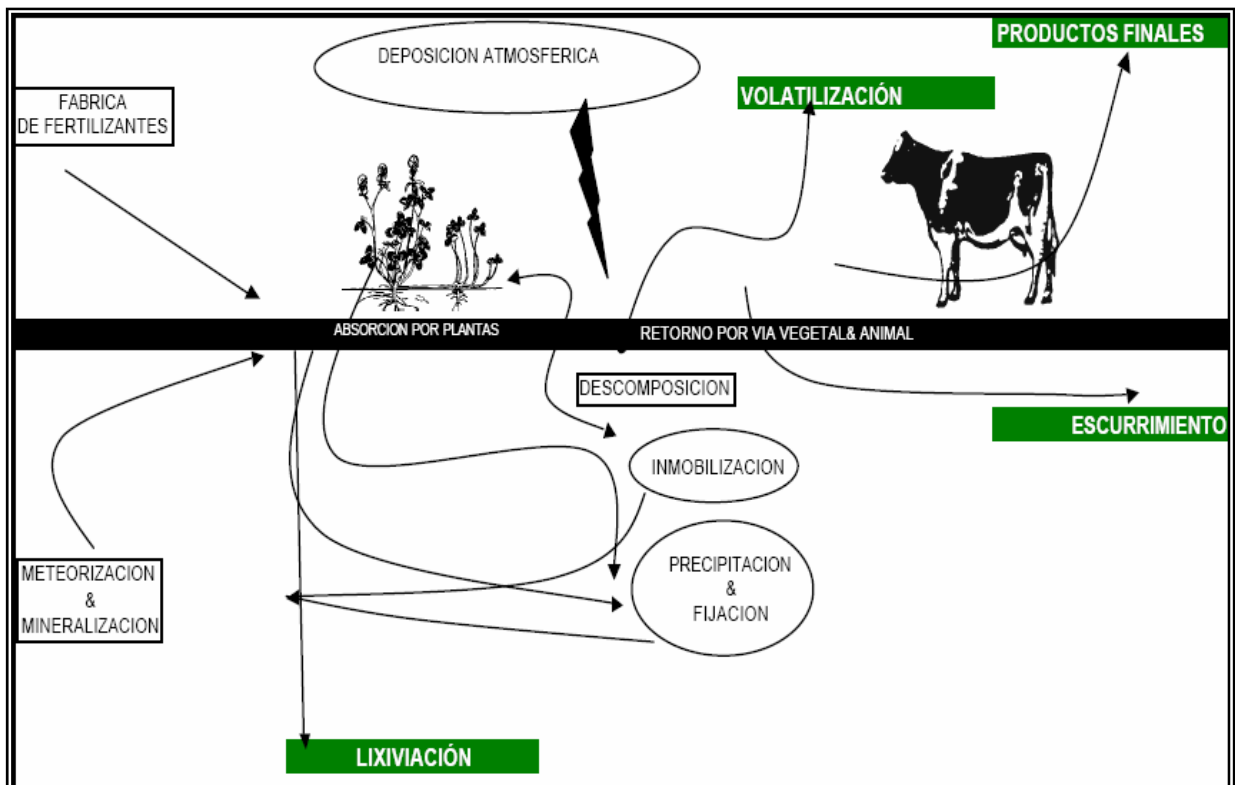 DEPOSICION ATMOSFERICA
PRODUCTOS FINALES
VOLATILIZACIÓN
FABRICA
DE FERTILIZANTES
ABSORCION POR PLANTAS
RETORNO POR VIA VEGETAL& ANIMAL
DESCOMPOSICION
ESCURRIMIENTO
INMOBILIZACION
PRECIPITACION
&
FIJACION
METEORIZACION
&
MINERALIZACION
LIXIVIACIÓN